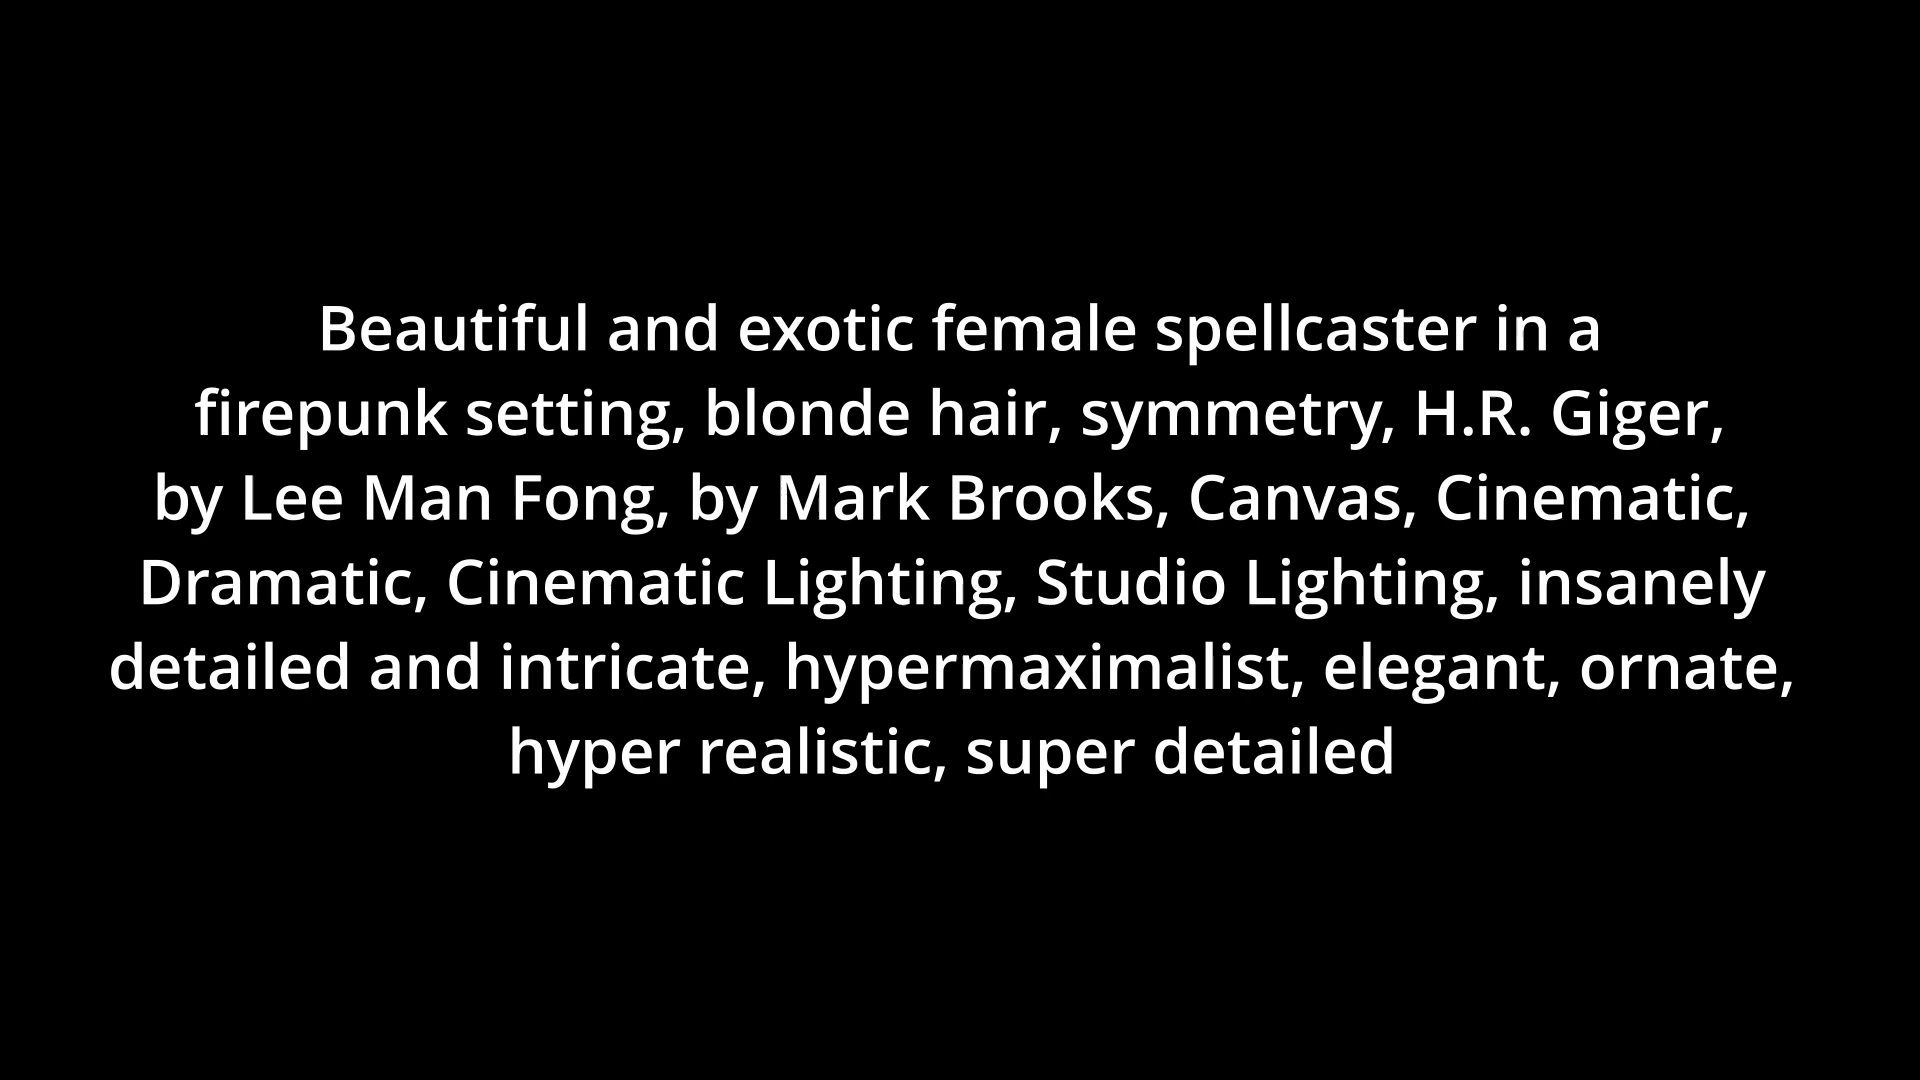 Beautiful and exotic female spellcaster in a
firepunk setting, blonde hair, symmetry, H.R. Giger,
by Lee Man Fong, by Mark Brooks, Canvas, Cinematic,
Dramatic, Cinematic Lighting, Studio Lighting, insanely
detailed and intricate, hypermaximalist, elegant, ornate,
hyper realistic, super detailed